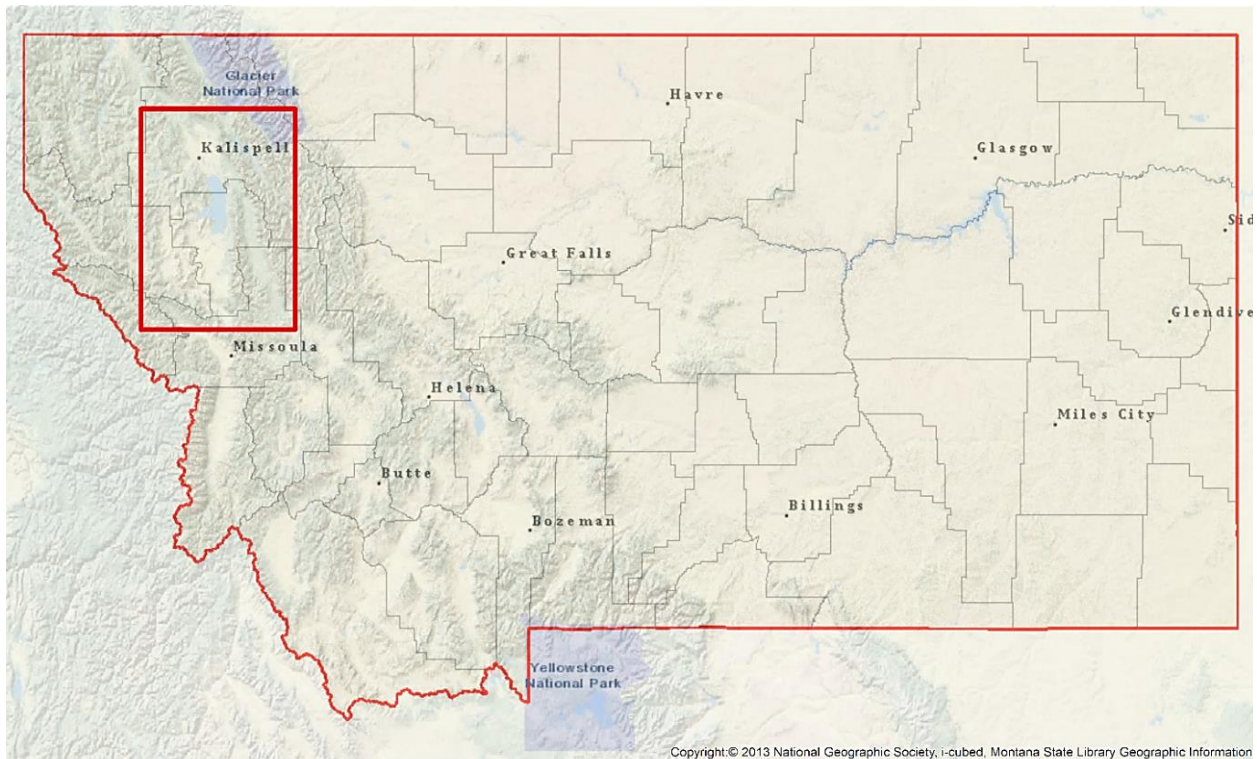 Glacier
National Park
Havre
Kalispell
Glasgow
Sid
Great Falls
Glendive
Missoula
Helena
Miles City
Butte
Billings
Bozeman
Yellowstone
National Park
Copyright:© 2013 National Geographic Society, i-cubed, Montana State Library Geographic Information